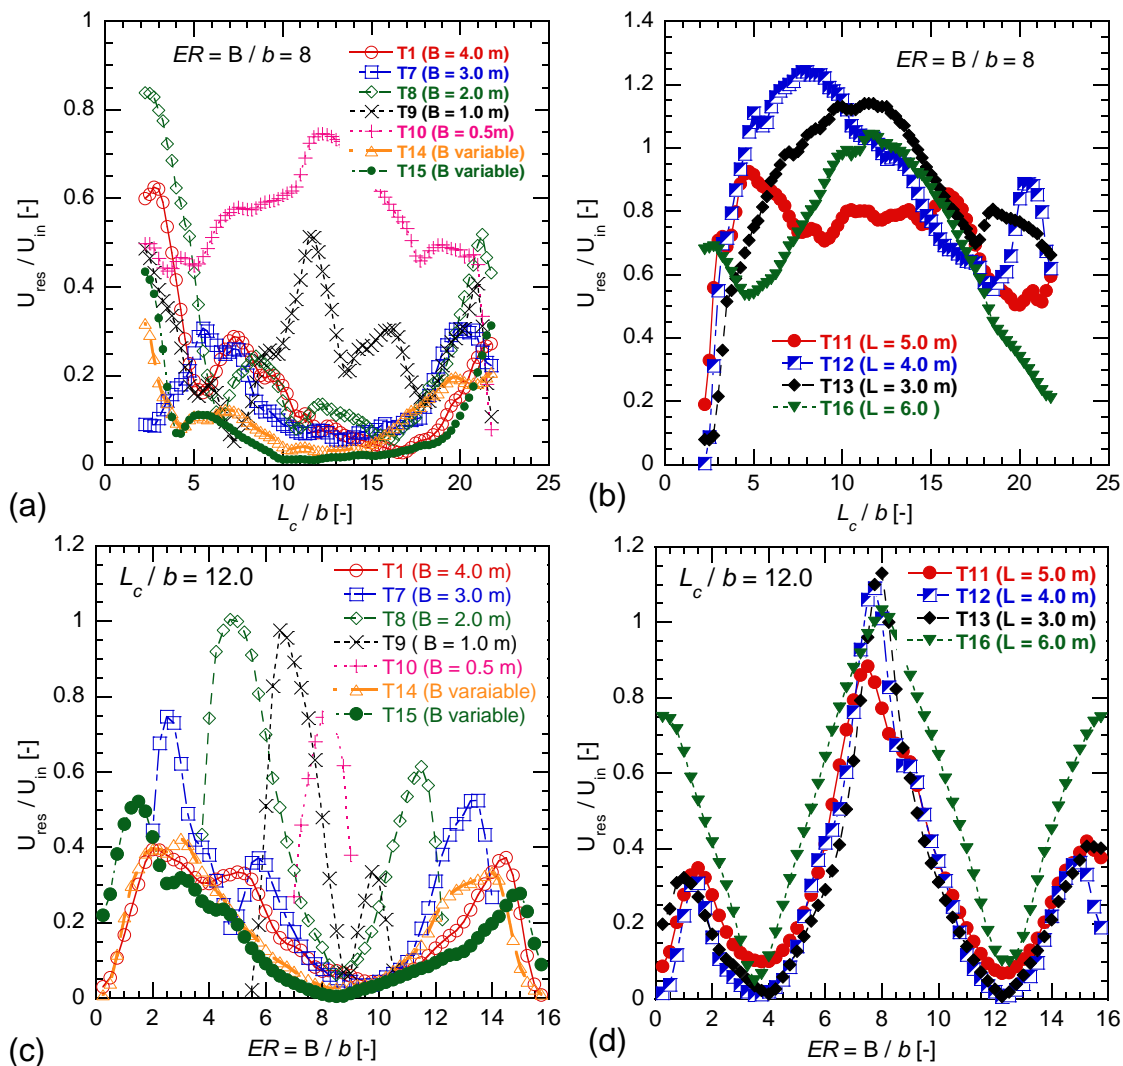 ER = B / b = 8
T1 (B = 4.0 m)
T7 (B = 3.0 m)
T8 (B = 2.0 m)
T9 (B = 1.0 m)
T10 (B = 0.5m)
T14 (B variable)
T15 (B variable)
U_res / U_in [-]
0 0.2 0.4 0.6 0.8 1
0 5 10 15 20 25
L_c / b [-]
(a)
ER = B / b = 8
T11 (L = 5.0 m)
T12 (L = 4.0 m)
T13 (L = 3.0 m)
T16 (L = 6.0 )
U_res / U_in [-]
0 0.2 0.4 0.6 0.8 1 1.2 1.4
0 5 10 15 20 25
L_c / b [-]
(b)
L_c / b = 12.0
T1 (B = 4.0 m)
T7 (B = 3.0 m)
T8 (B = 2.0 m)
T9 ( B = 1.0 m)
T10 (B = 0.5 m)
T14 (B varaiable)
T15 (B variable)
U_res / U_in [-]
0 0.2 0.4 0.6 0.8 1 1.2
0 2 4 6 8 10 12 14 16
ER = B / b [-]
(c)
L_c / b = 12.0
T11 (L = 5.0 m)
T12 (L = 4.0 m)
T13 (L = 3.0 m)
T16 (L = 6.0 m)
U_res / U_in [-]
0 0.2 0.4 0.6 0.8 1 1.2
0 2 4 6 8 10 12 14 16
ER = B / b [-]
(d)